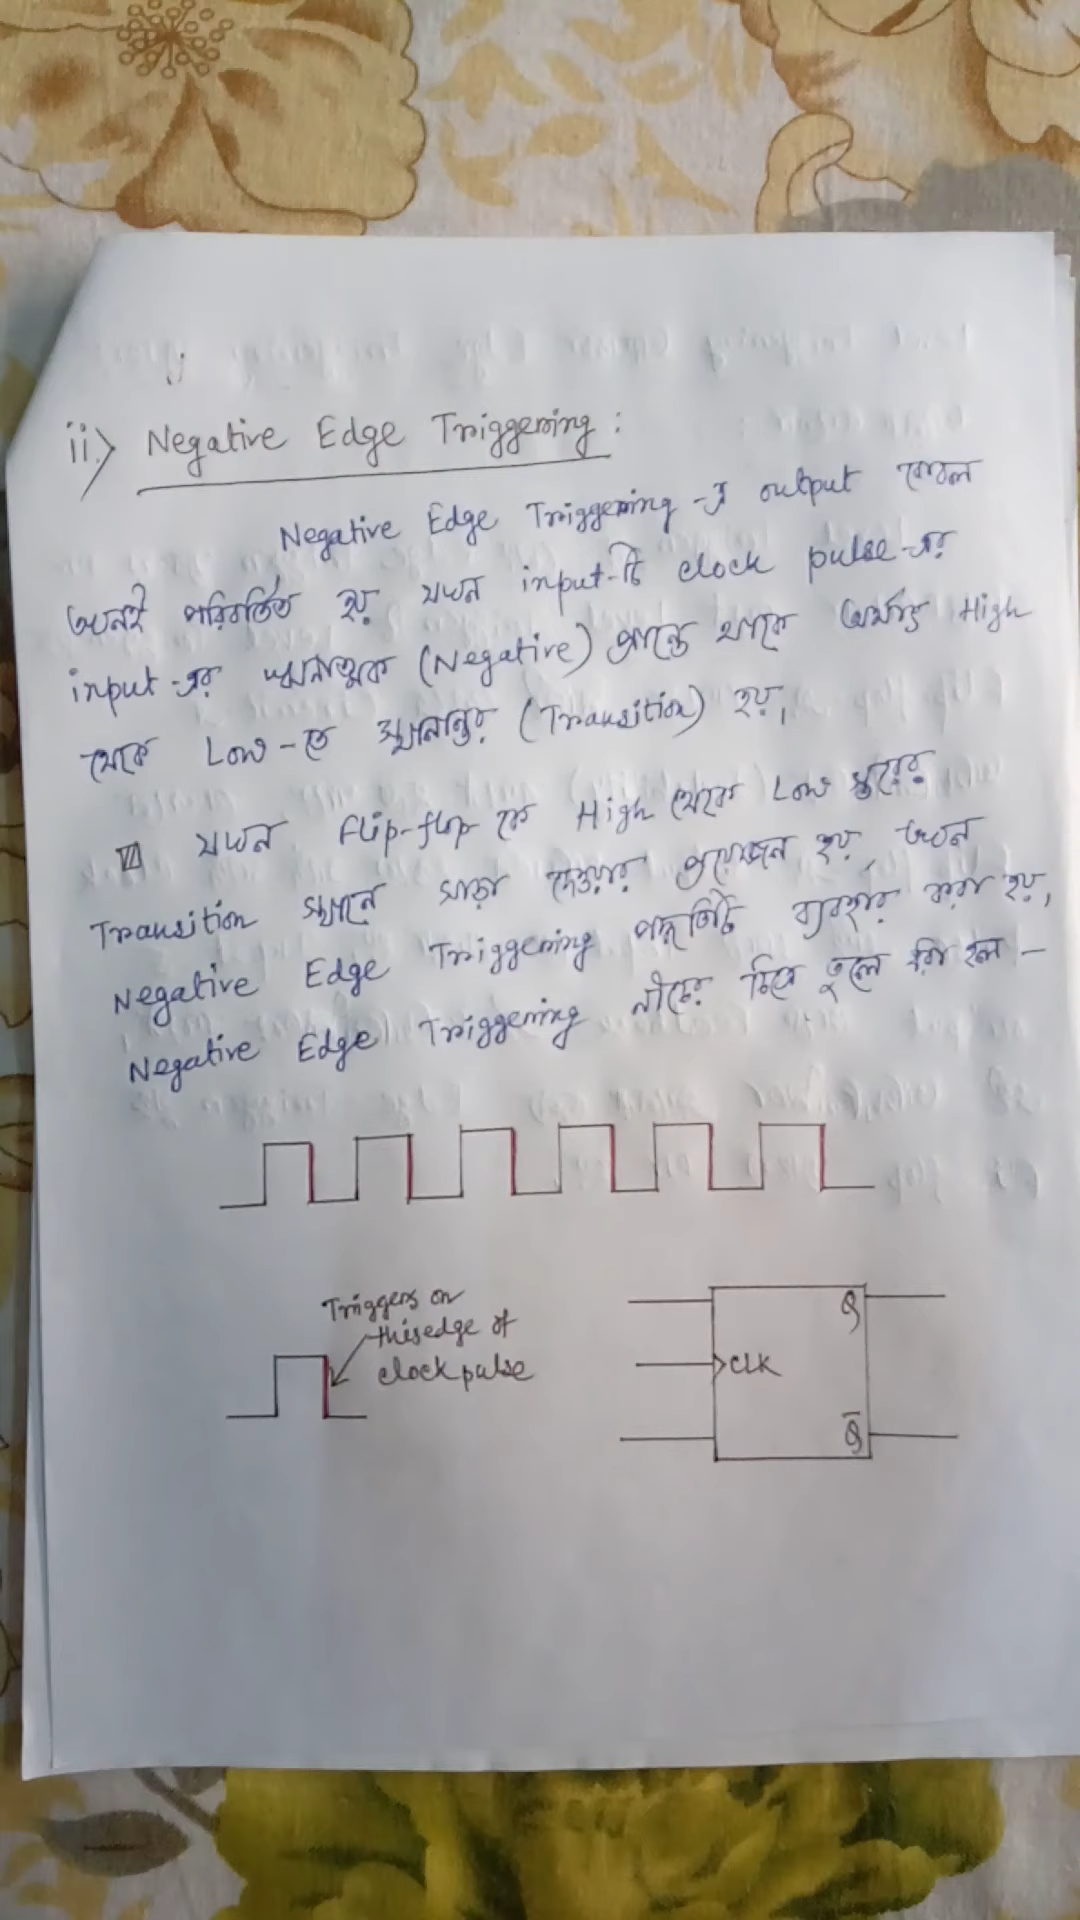 ii.) Negative Edge Triggering :
Negative Edge Triggering -এ output কেবল
তখনই পরিবর্তিত হয় যখন input-টি clock pulse-এর
input-এর ঋনাত্মক (Negative) প্রান্তে থাকে অর্থাৎ High
থেকে Low-তে স্থানান্তর (Transition) হয়।
যখন Flip-flop কে High থেকে Low স্তরের
Transition স্থানে সাড়া দেওয়ার প্রয়োজন হয়, তখন
Negative Edge Triggering পদ্ধতিটি ব্যবহার করা হয়,
Negative Edge Triggering নীচের চিত্রে তুলে ধরা হল –
Triggers on
this edge of
clock pulse
Q
CLK
Q̅